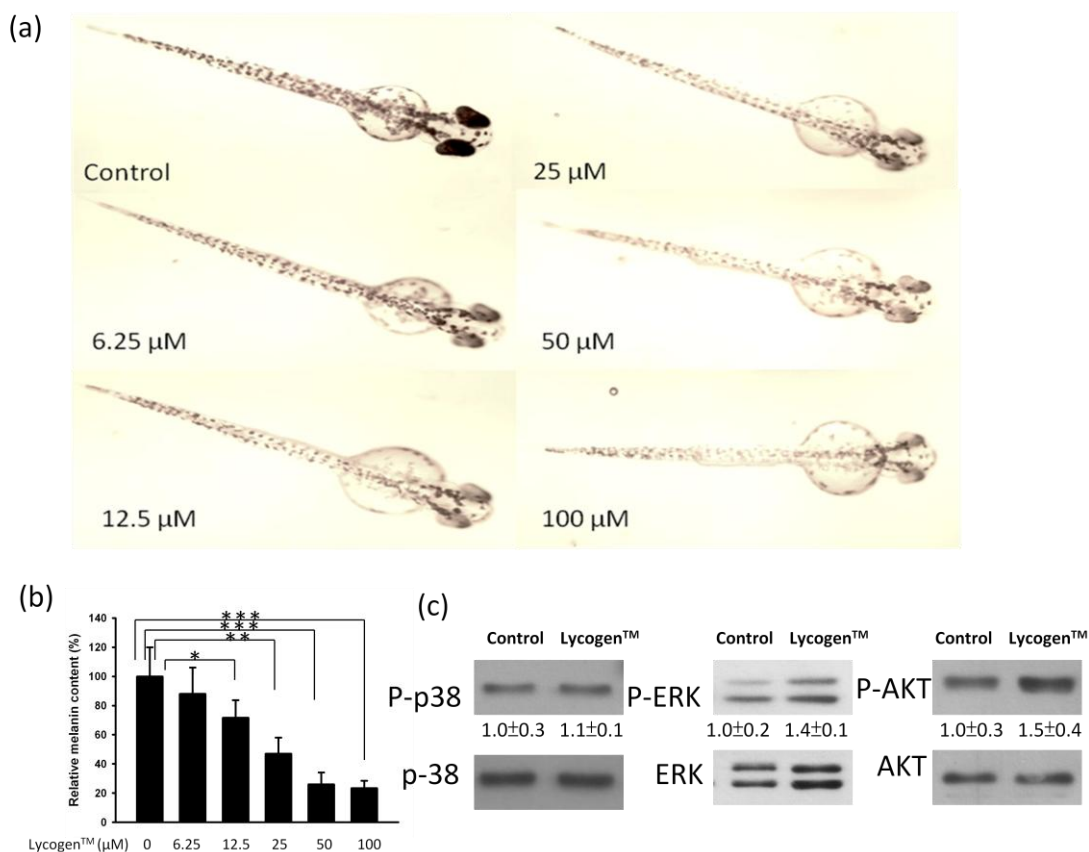 (a)
Control
25 µM
6.25 µM
50 µM
12.5 µM
100 µM
(b)
Relative melanin content (%)
140
120
100
80
60
40
20
0
***
***
**
*
Lycogen™ (µM) 0 6.25 12.5 25 50 100
(c)
Control Lycogen™
P-p38
1.0±0.3 1.1±0.1
p-38
Control Lycogen™
P-ERK
1.0±0.2 1.4±0.1
ERK
Control Lycogen™
P-AKT
1.0±0.3 1.5±0.4
AKT